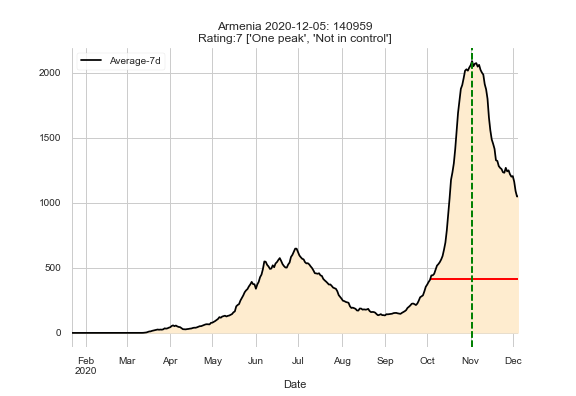 Armenia 2020-12-05: 140959
Rating:7 ['One peak', 'Not in control']
Average-7d
2000
1500
1000
500
0
Feb Mar Apr May Jun Jul Aug Sep Oct Nov Dec
2020
Date